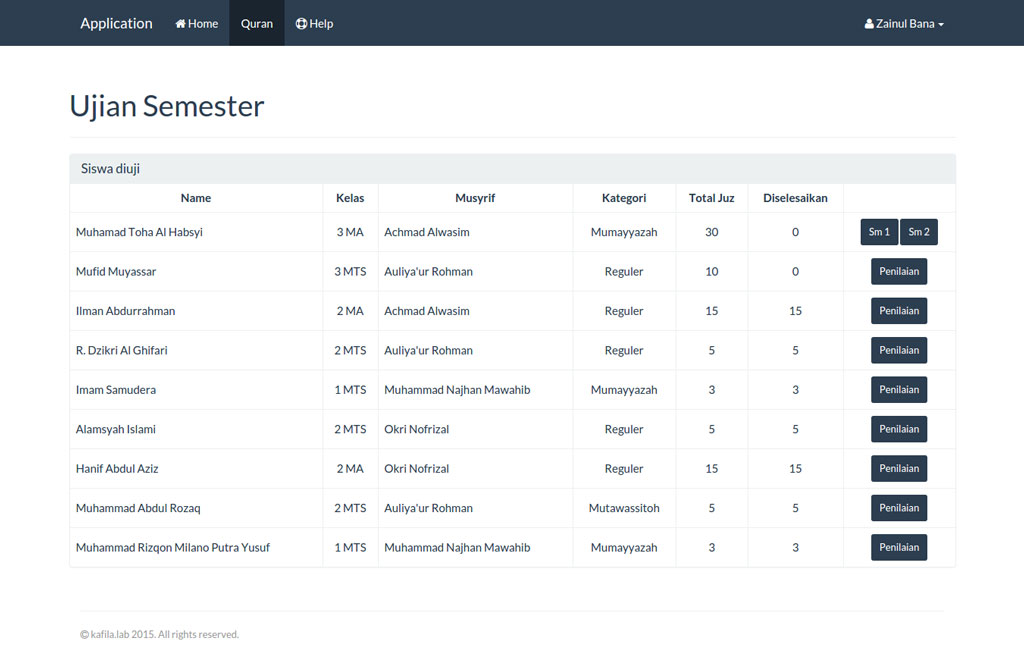 Application Home Quran Help Zainul Bana
Ujian Semester
Siswa diuji
Name Kelas Musyrif Kategori Total Juz Diselesaikan
Muhamad Toha Al Habsyi 3 MA Achmad Alwasim Mumayyazah 30 0 Sm 1 Sm 2
Mufid Muyassar 3 MTS Auliya'ur Rohman Reguler 10 0 Penilaian
Ilman Abdurrahman 2 MA Achmad Alwasim Reguler 15 15 Penilaian
R. Dzikri Al Ghifari 2 MTS Auliya'ur Rohman Reguler 5 5 Penilaian
Imam Samudera 1 MTS Muhammad Najhan Mawahib Mumayyazah 3 3 Penilaian
Alamsyah Islami 2 MTS Okri Nofrizal Reguler 5 5 Penilaian
Hanif Abdul Aziz 2 MA Okri Nofrizal Reguler 15 15 Penilaian
Muhammad Abdul Rozaq 2 MTS Auliya'ur Rohman Mutawassitoh 5 5 Penilaian
Muhammad Rizqon Milano Putra Yusuf 1 MTS Muhammad Najhan Mawahib Mumayyazah 3 3 Penilaian
© kafila.lab 2015. All rights reserved.